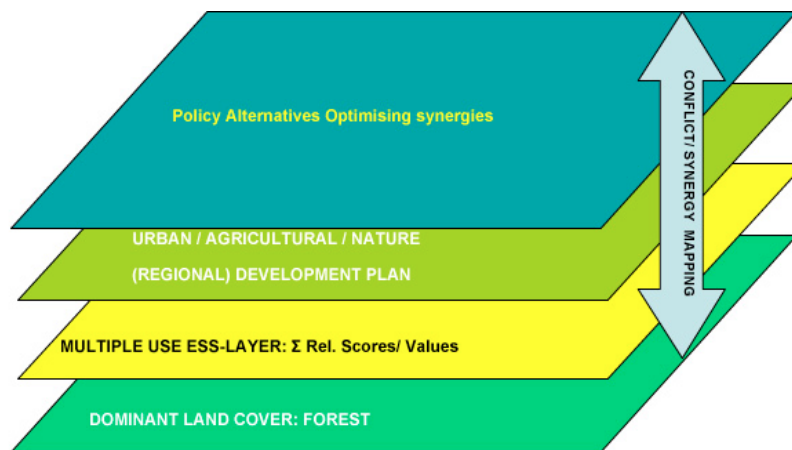 Policy Alternatives Optimising synergies
CONFLICT/ SYNERGY MAPPING
URBAN / AGRICULTURAL / NATURE
(REGIONAL) DEVELOPMENT PLAN
MULTIPLE USE ESS-LAYER: Σ Rel. Scores/ Values
DOMINANT LAND COVER: FOREST